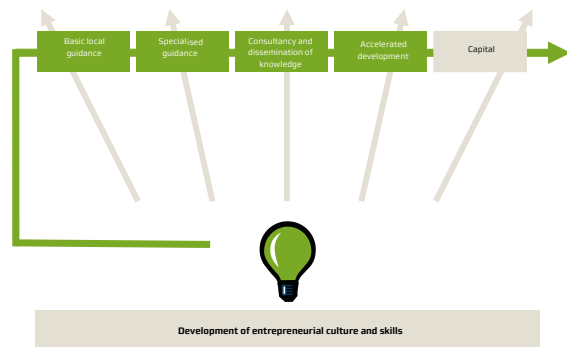 Basic local
guidance
Specialised
guidance
Consultancy and
dissemination of
knowledge
Accelerated
development
Capital
Development of entrepreneurial culture and skills